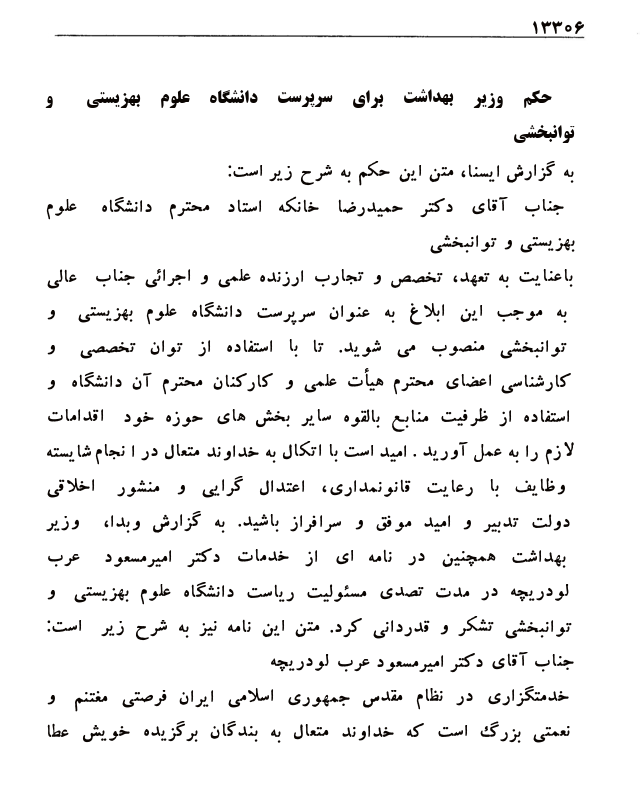 ۱۳۳۰۶
حکم وزیر بهداشت برای سرپرست دانشگاه علوم بهزیستی و
توانبخشی
به گزارش ایسنا، متن این حکم به شرح زیر است:
جناب آقای دکتر حمیدرضا خانکه استاد محترم دانشگاه علوم
بهزیستی و توانبخشی
باعنایت به تعهد، تخصص و تجارب ارزنده علمی و اجرائی جناب عالی
به موجب این ابلاغ به عنوان سرپرست دانشگاه علوم بهزیستی و
توانبخشی منصوب می شوید. تا با استفاده از توان تخصصی و
کارشناسی اعضای محترم هیأت علمی و کارکنان محترم آن دانشگاه و
استفاده از ظرفیت منابع بالقوه سایر بخش های حوزه خود اقدامات
لازم را به عمل آورید . امید است با اتکال به خداوند متعال در ا نجام شایسته
وظایف با رعایت قانونمداری، اعتدال گرایی و منشور اخلاقی
دولت تدبیر و امید موفق و سرافراز باشید. به گزارش وبدا، وزیر
بهداشت همچنین در نامه ای از خدمات دکتر امیرمسعود عرب
لودریچه در مدت تصدی مسئولیت ریاست دانشگاه علوم بهزیستی و
توانبخشی تشکر و قدردانی کرد. متن این نامه نیز به شرح زیر است:
جناب آقای دکتر امیرمسعود عرب لودریچه
خدمتگزاری در نظام مقدس جمهوری اسلامی ایران فرصتی مغتنم و
نعمتی بزرگ است که خداوند متعال به بندگان برگزیده خویش عطا